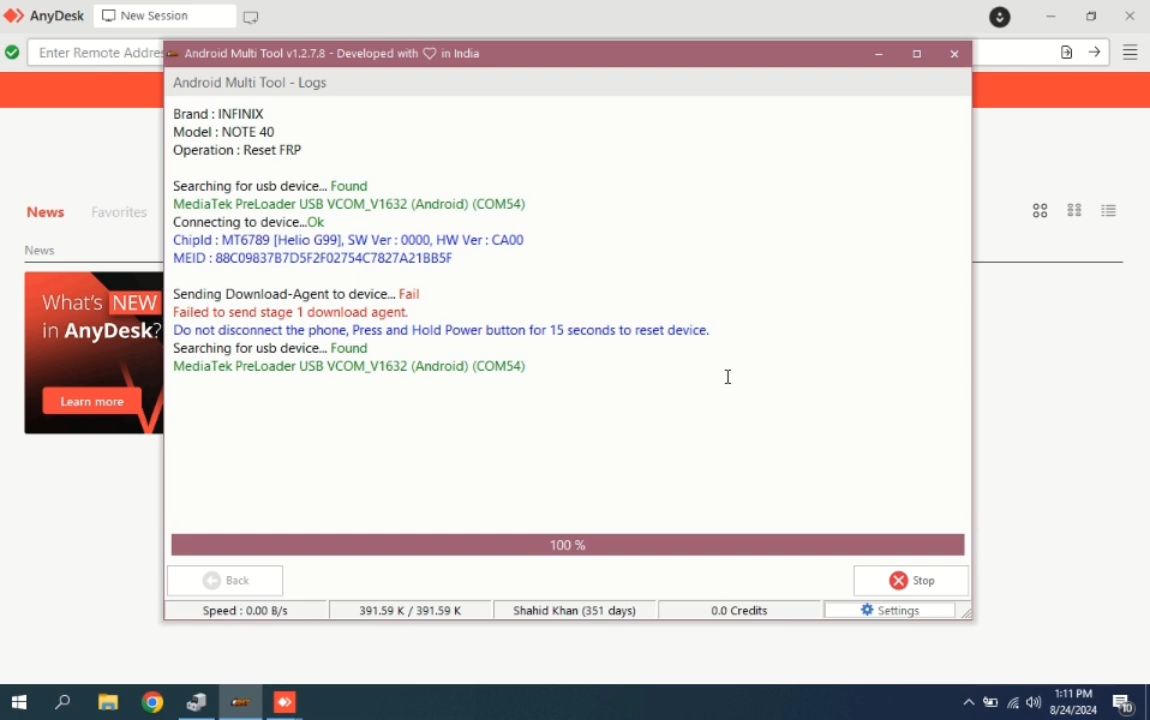 AnyDesk
New Session
Enter Remote Addres
Android Multi Tool v1.2.7.8 - Developed with ♡ in India
Android Multi Tool - Logs
Brand : INFINIX
Model : NOTE 40
Operation : Reset FRP
Searching for usb device... Found
MediaTek PreLoader USB VCOM_V1632 (Android) (COM54)
Connecting to device...Ok
ChipId : MT6789 [Helio G99], SW Ver : 0000, HW Ver : CA00
MEID : 88C09837B7D5F2F02754C7827A21BB5F
Sending Download-Agent to device... Fail
Failed to send stage 1 download agent.
Do not disconnect the phone, Press and Hold Power button for 15 seconds to reset device.
Searching for usb device... Found
MediaTek PreLoader USB VCOM_V1632 (Android) (COM54)
News
Favorites
News
What's NEW
in AnyDesk?
Learn more
100 %
Back
Stop
Speed : 0.00 B/s
391.59 K / 391.59 K
Shahid Khan (351 days)
0.0 Credits
Settings
1:11 PM
8/24/2024
10